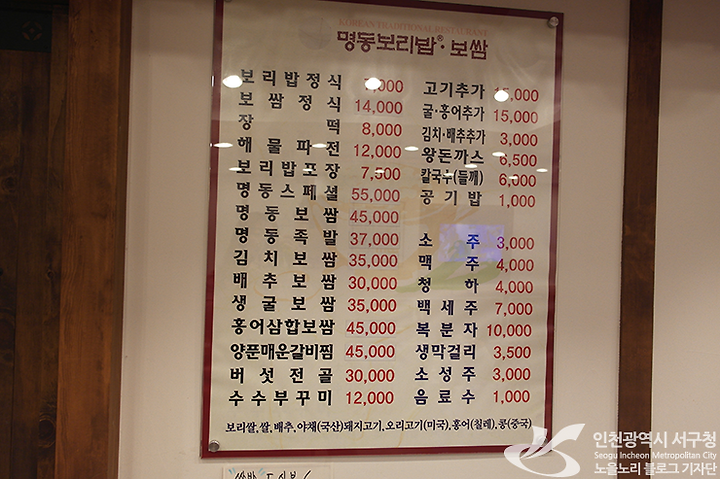 KOREAN TRADITIONAL RESTAURANT
명동보리밥®·보쌈
보리밥정식 ,000
보쌈정식 14,000
장떡 8,000
해물파전 12,000
보리밥포장 7,500
명동스페셜 55,000
명동보쌈 45,000
명동족발 37,000
김치보쌈 35,000
배추보쌈 30,000
생굴보쌈 35,000
홍어삼합보쌈 45,000
양푼매운갈비찜 45,000
버섯전골 30,000
수수부꾸미 12,000
고기추가 15,000
굴·홍어추가 15,000
김치·배추추가 3,000
왕돈까스 6,500
칼국수(들깨) 6,000
공기밥 1,000
소주 3,000
맥주 4,000
청하 4,000
백세주 7,000
복분자 10,000
생막걸리 3,500
소성주 3,000
음료수 1,000
보리쌀,쌀,배추,야채(국산)돼지고기,오리고기(미국),홍어(칠레),콩(중국)
인천광역시 서구청
Seogu Incheon Metropolitan City
노을노리 블로그 기자단